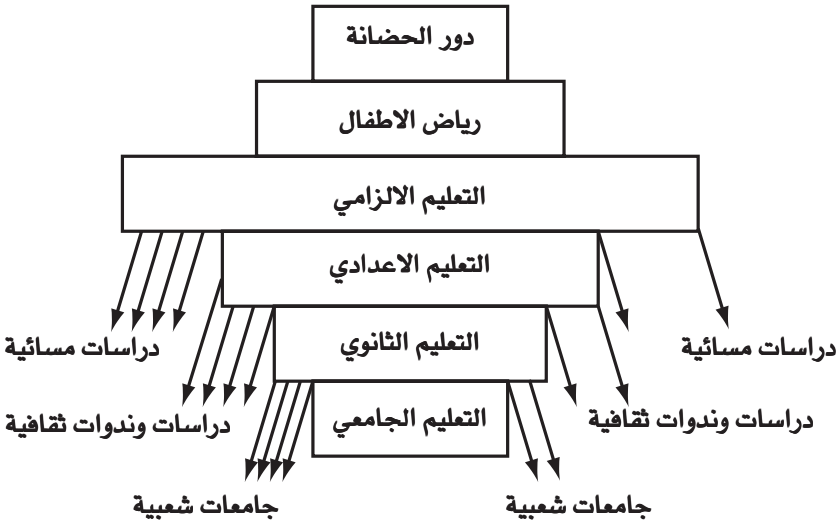 دور الحضانة
رياض الاطفال
التعليم الالزامي
التعليم الاعدادي
دراسات مسائية
التعليم الثانوي
دراسات مسائية
دراسات وندوات ثقافية
التعليم الجامعي
دراسات وندوات ثقافية
جامعات شعبية
جامعات شعبية